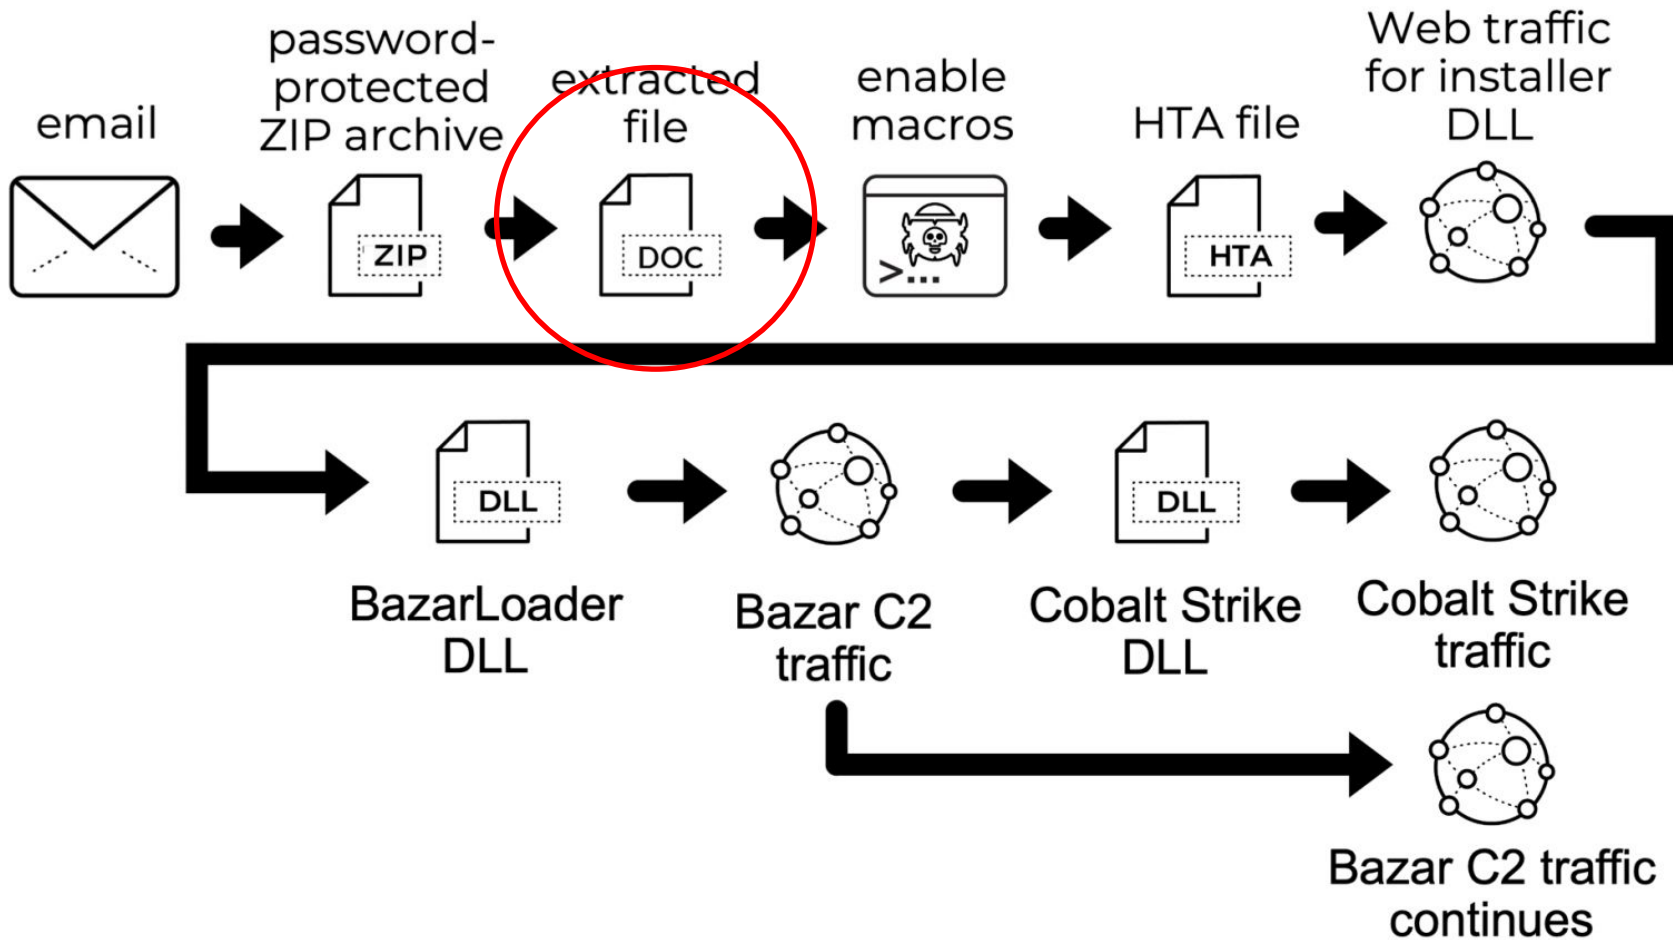 email
password-
protected
ZIP archive
extracted
file
enable
macros
HTA file
Web traffic
for installer
DLL
ZIP
DOC
>...
HTA
DLL
BazarLoader
DLL
Bazar C2
traffic
DLL
Cobalt Strike
DLL
Cobalt Strike
traffic
Bazar C2 traffic
continues